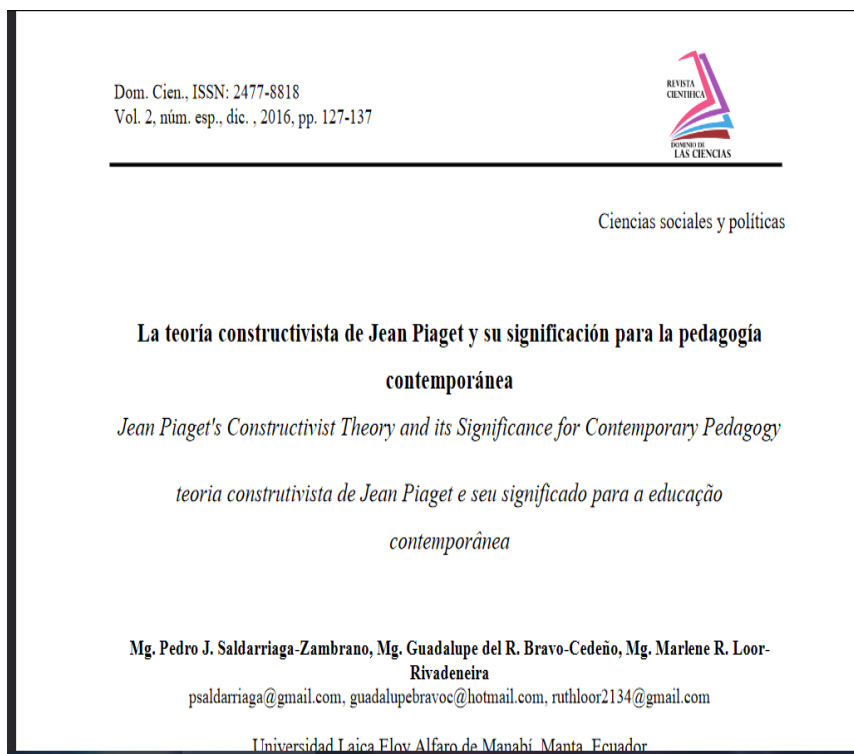 Dom. Cien., ISSN: 2477-8818
Vol. 2, núm. esp., dic. , 2016, pp. 127-137
REVISTA
CIENTIFICA
DOMINIO DE
LAS CIENCIAS
Ciencias sociales y políticas
La teoría constructivista de Jean Piaget y su significación para la pedagogía
contemporánea
Jean Piaget's Constructivist Theory and its Significance for Contemporary Pedagogy
teoria construtivista de Jean Piaget e seu significado para a educação
contemporânea
Mg. Pedro J. Saldarriaga-Zambrano, Mg. Guadalupe del R. Bravo-Cedeño, Mg. Marlene R. Loor-
Rivadeneira
psaldarriaga@gmail.com, guadalupebravoc@hotmail.com, ruthloor2134@gmail.com
Universidad Laica Eloy Alfaro de Manabí, Manta, Ecuador